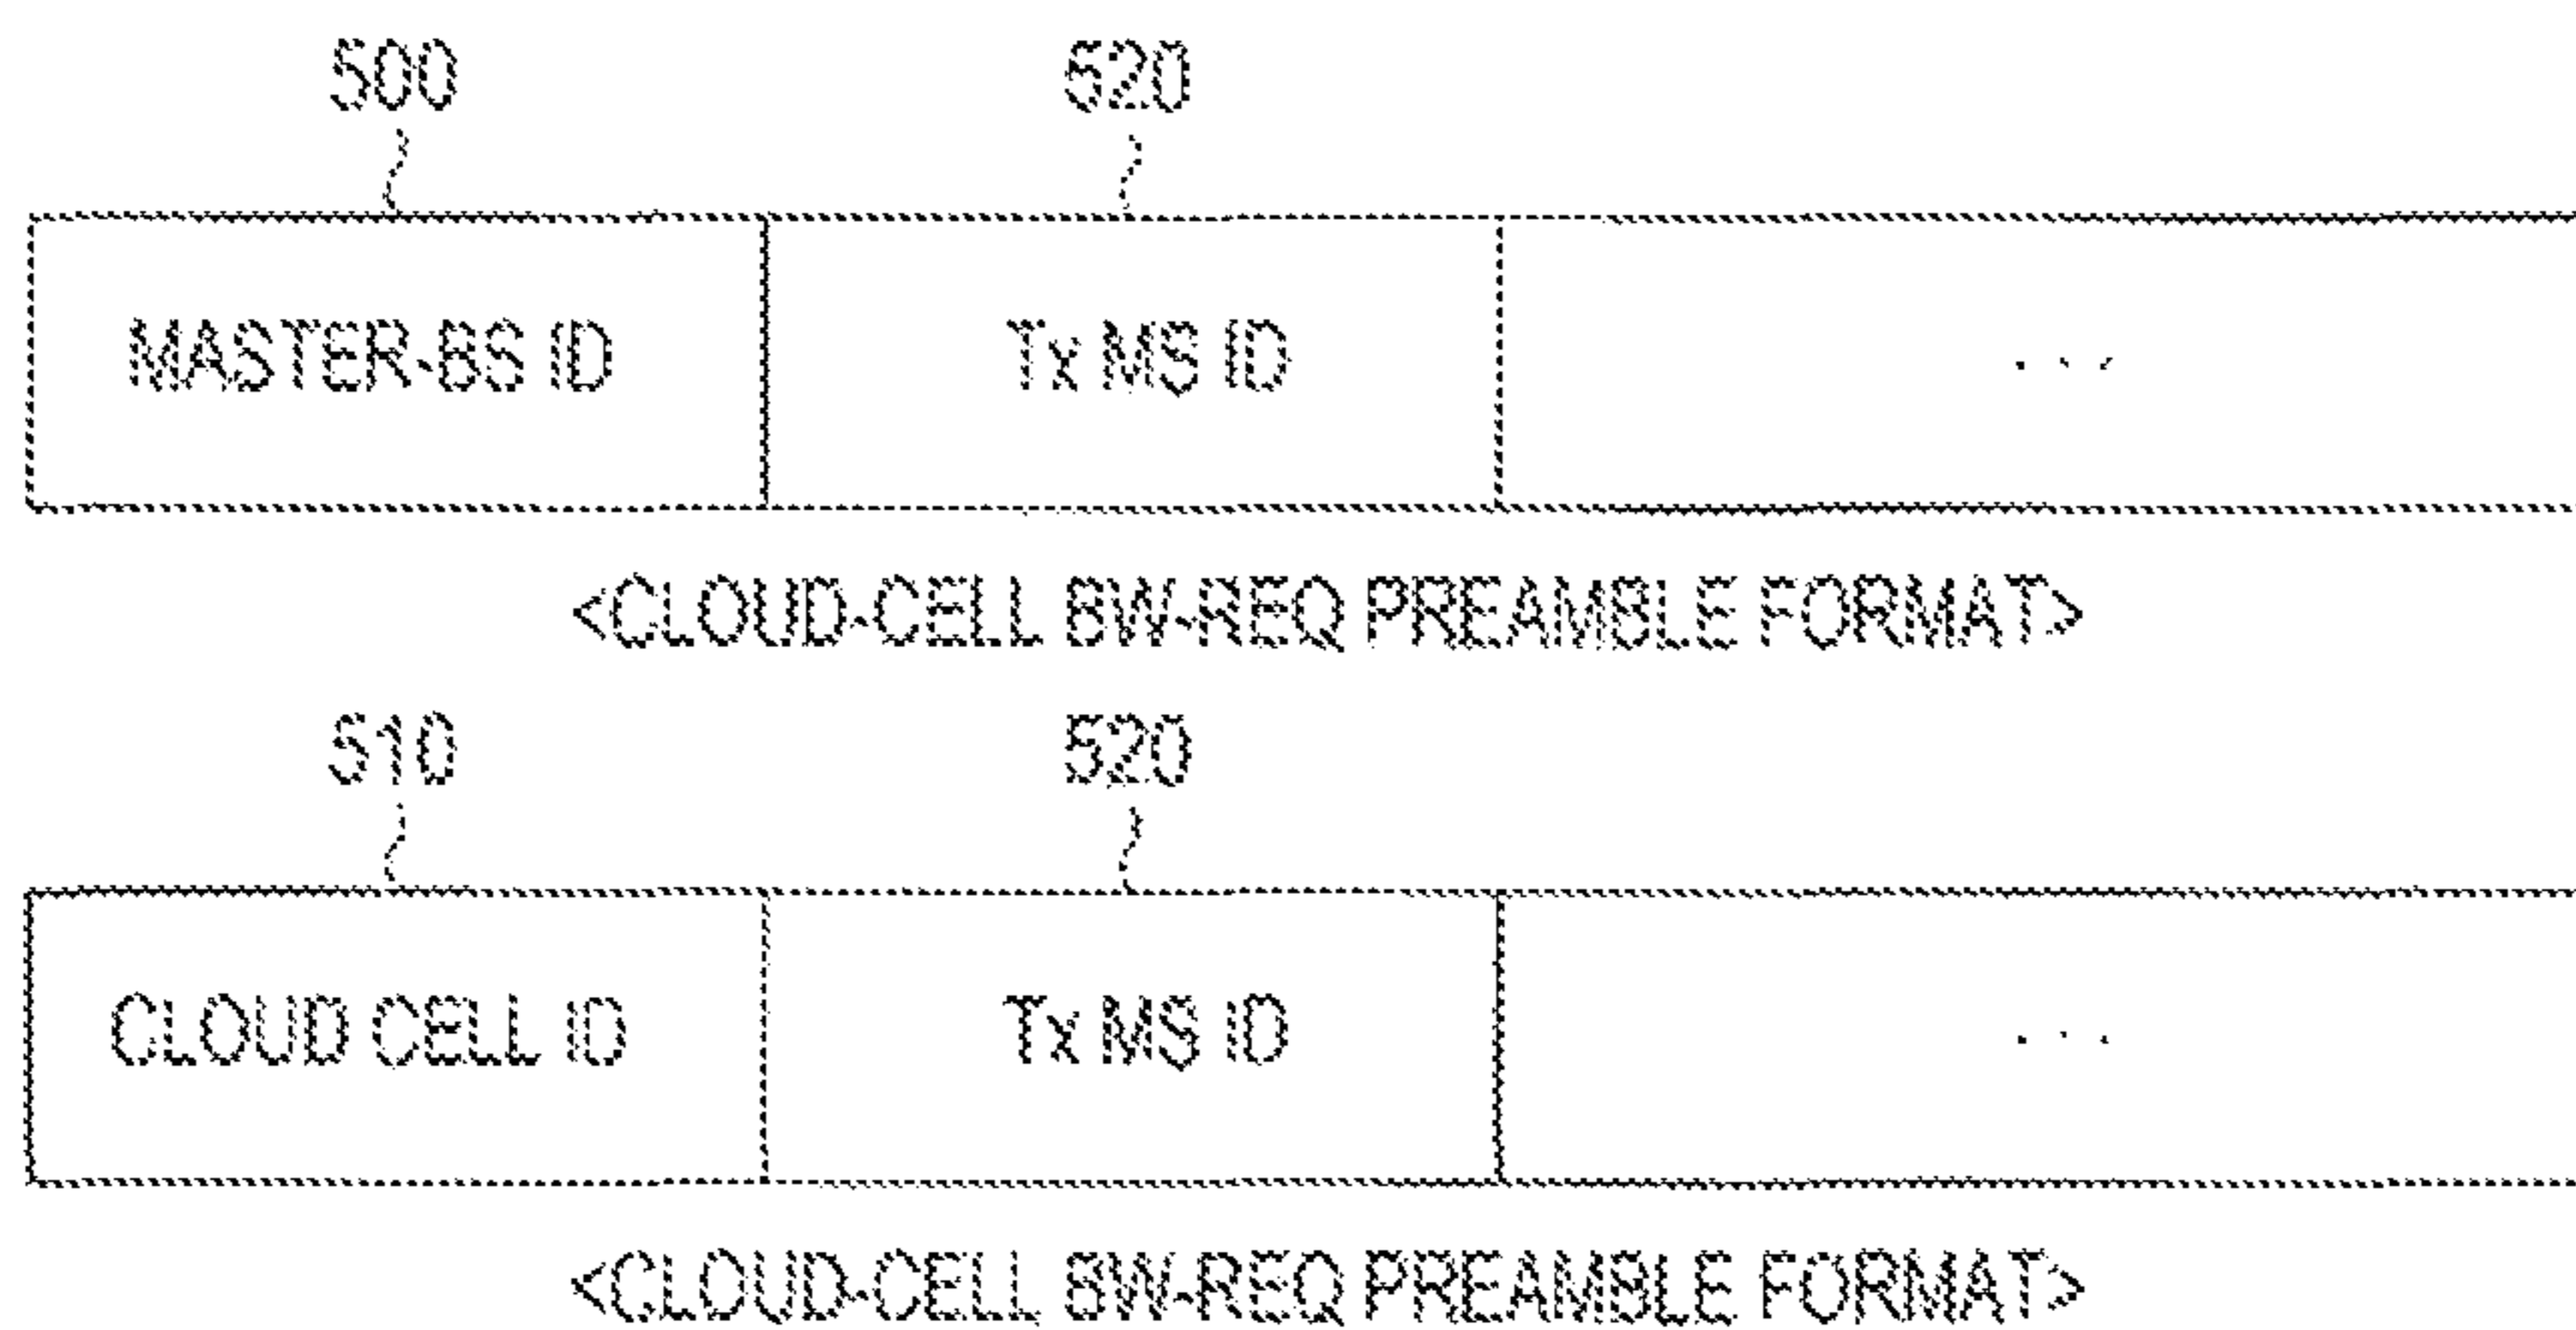 500 520
MASTER-BS ID Tx MS ID ...
<CLOUD-CELL BW-REQ PREAMBLE FORMAT>
510 520
CLOUD CELL ID Tx MS ID ...
<CLOUD-CELL BW-REQ PREAMBLE FORMAT>